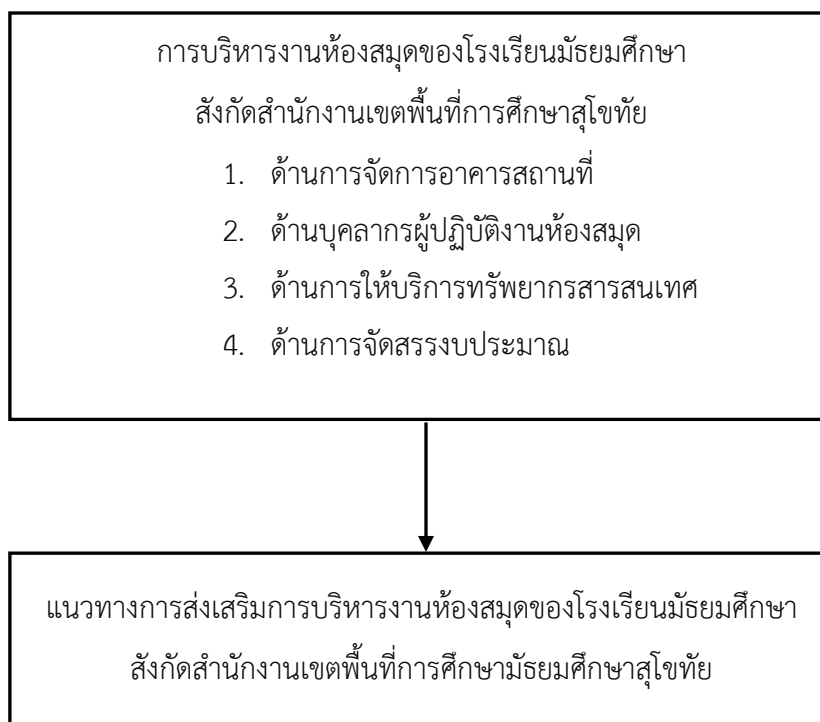 การบริหารงานห้องสมุดของโรงเรียนมัธยมศึกษา
สังกัดสำนักงานเขตพื้นที่การศึกษาสุโขทัย
1. ด้านการจัดการอาคารสถานที่
2. ด้านบุคลากรผู้ปฏิบัติงานห้องสมุด
3. ด้านการให้บริการทรัพยากรสารสนเทศ
4. ด้านการจัดสรรงบประมาณ
แนวทางการส่งเสริมการบริหารงานห้องสมุดของโรงเรียนมัธยมศึกษา
สังกัดสำนักงานเขตพื้นที่การศึกษามัธยมศึกษาสุโขทัย